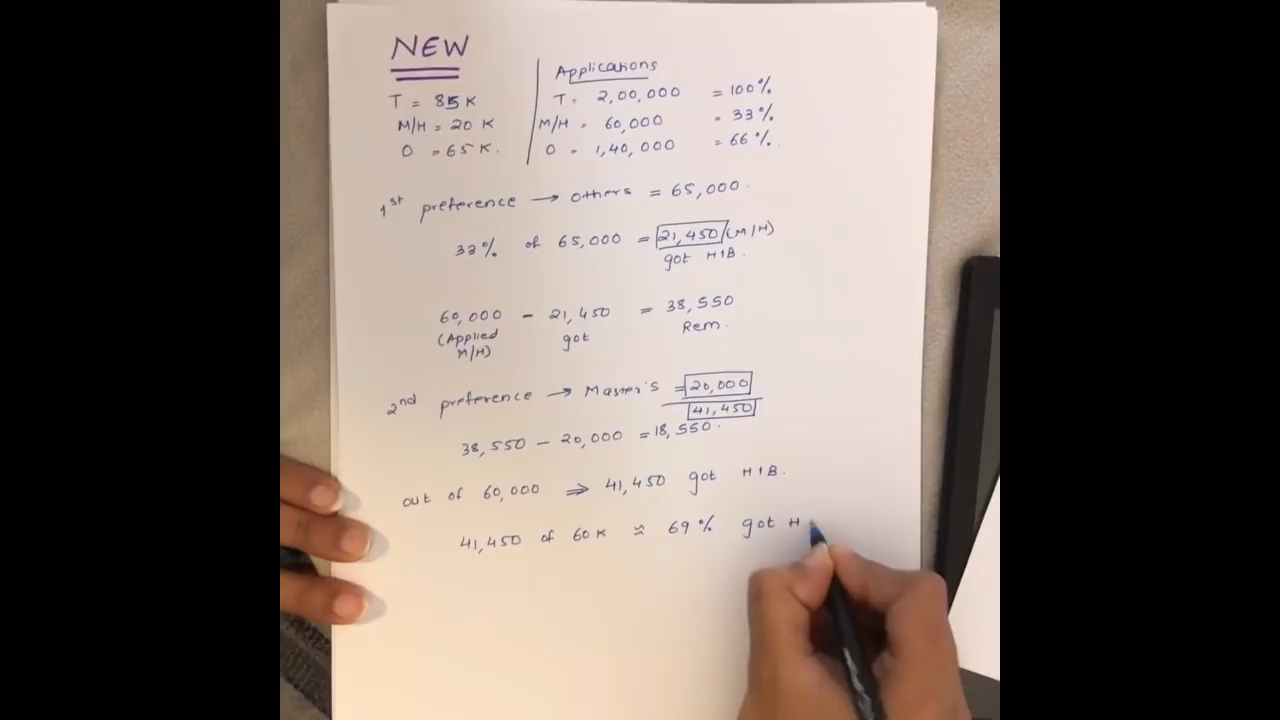 NEW
T = 85 K
M/H = 20 K
O = 65 K.
Applications
T = 2,00,000 = 100%
M/H = 60,000 = 33%
O = 1,40,000 = 66%.
1st preference → Others = 65,000.
33% of 65,000 = 21,450 (M/H)
got H1B.
60,000 - 21,450 = 38,550
(Applied M/H) got Rem.
2nd preference → Master's = 20,000
41,450
38,550 - 20,000 = 18,550.
out of 60,000 ⇒ 41,450 got H1B.
41,450 of 60K ≈ 69% got H